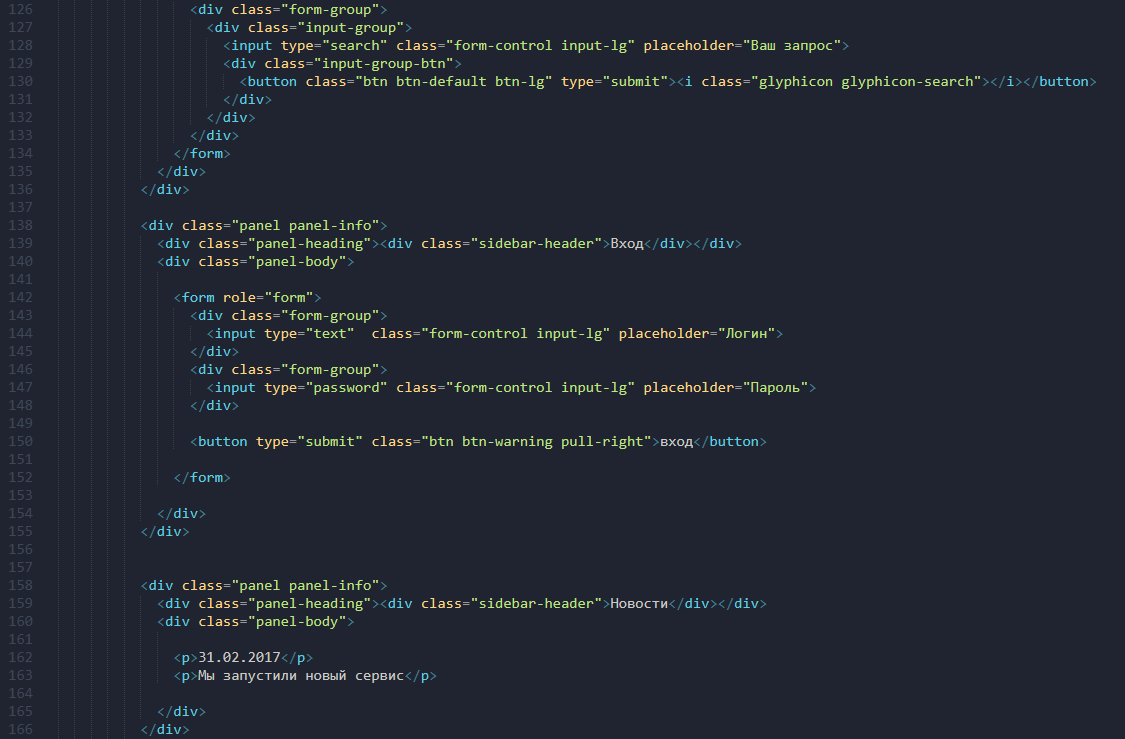 126 <div class="form-group">
127 <div class="input-group">
128 <input type="search" class="form-control input-lg" placeholder="Ваш запрос">
129 <div class="input-group-btn">
130 <button class="btn btn-default btn-lg" type="submit"><i class="glyphicon glyphicon-search"></i></button>
131 </div>
132 </div>
133 </div>
134 </form>
135 </div>
136 </div>
137
138 <div class="panel panel-info">
139 <div class="panel-heading"><div class="sidebar-header">Вход</div></div>
140 <div class="panel-body">
141
142 <form role="form">
143 <div class="form-group">
144 <input type="text"  class="form-control input-lg" placeholder="Логин">
145 </div>
146 <div class="form-group">
147 <input type="password" class="form-control input-lg" placeholder="Пароль">
148 </div>
149
150 <button type="submit" class="btn btn-warning pull-right">вход</button>
151
152 </form>
153
154 </div>
155 </div>
156
157
158 <div class="panel panel-info">
159 <div class="panel-heading"><div class="sidebar-header">Новости</div></div>
160 <div class="panel-body">
161
162 <p>31.02.2017</p>
163 <p>Мы запустили новый сервис</p>
164
165 </div>
166 </div>